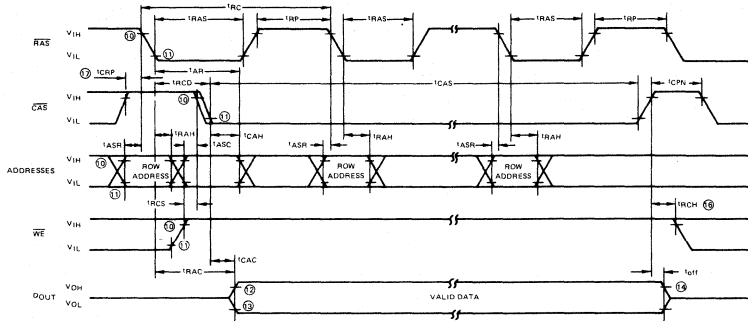 tRC
tRAS
tRP
tRAS
tRAS
tRP
RAS
VIH
VIL
⑩
⑪
tAR
⑰
tCRP
tRCD
tCAS
tCPN
CAS
VIH
VIL
⑩
⑪
tRAH
tCAH
tASR
tASC
tASR
tRAH
tASR
tRAH
ADDRESSES
VIH
VIL
⑩
⑪
ROW ADDRESS
ROW ADDRESS
ROW ADDRESS
tRCS
tRCH ⑯
WE
VIH
VIL
⑩
⑪
tCAC
tRAC
toff
DOUT
VOH
VOL
⑫
⑬
VALID DATA
⑭